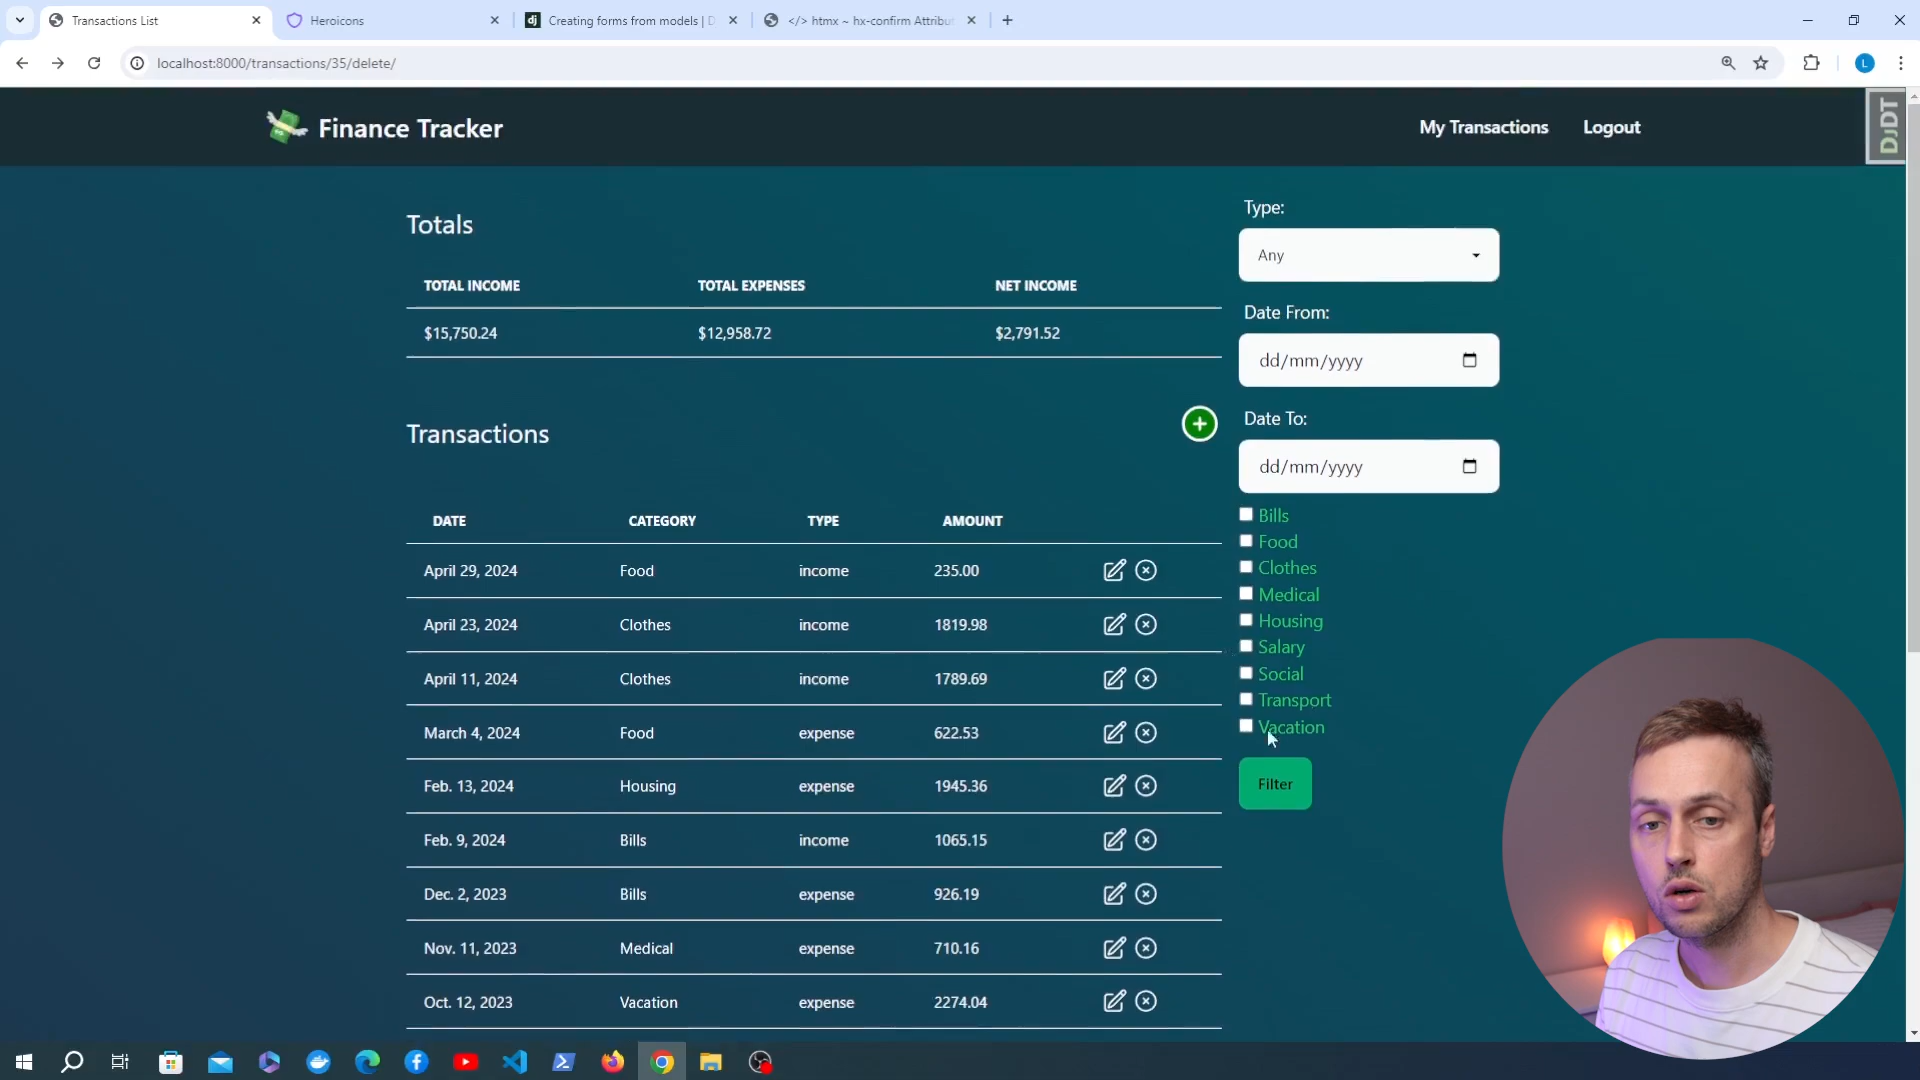 Transactions List
Heroicons
Creating forms from models | D
</> htmx ~ hx-confirm Attribut
localhost:8000/transactions/35/delete/
L
Finance Tracker
My Transactions
Logout
DJDT
Totals
TOTAL INCOME
TOTAL EXPENSES
NET INCOME
$15,750.24
$12,958.72
$2,791.52
Transactions
DATE
CATEGORY
TYPE
AMOUNT
April 29, 2024 Food income 235.00
April 23, 2024 Clothes income 1819.98
April 11, 2024 Clothes income 1789.69
March 4, 2024 Food expense 622.53
Feb. 13, 2024 Housing expense 1945.36
Feb. 9, 2024 Bills income 1065.15
Dec. 2, 2023 Bills expense 926.19
Nov. 11, 2023 Medical expense 710.16
Oct. 12, 2023 Vacation expense 2274.04
Type:
Any
Date From:
dd/mm/yyyy
Date To:
dd/mm/yyyy
Bills
Food
Clothes
Medical
Housing
Salary
Social
Transport
Vacation
Filter